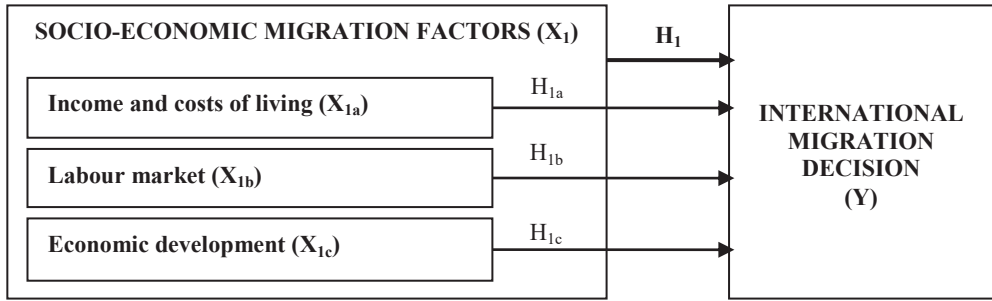 SOCIO-ECONOMIC MIGRATION FACTORS (X₁)
H₁
Income and costs of living (X₁ₐ)
H₁ₐ
Labour market (X₁b)
H₁b
Economic development (X₁c)
H₁c
INTERNATIONAL
MIGRATION
DECISION
(Y)